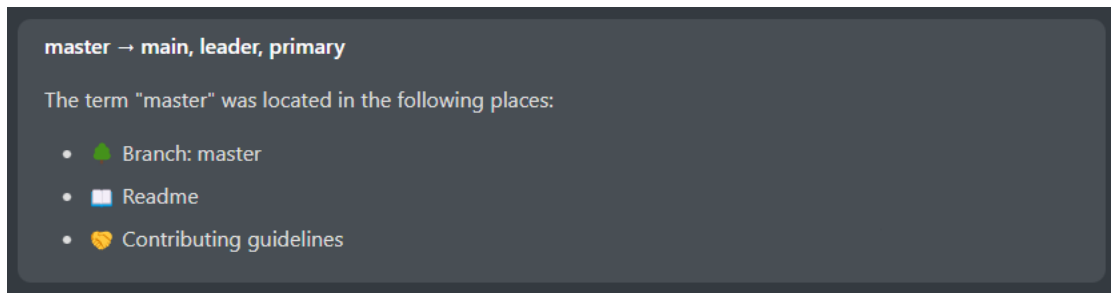 master → main, leader, primary
The term "master" was located in the following places:
• 🌲 Branch: master
• 📖 Readme
• 🤝 Contributing guidelines